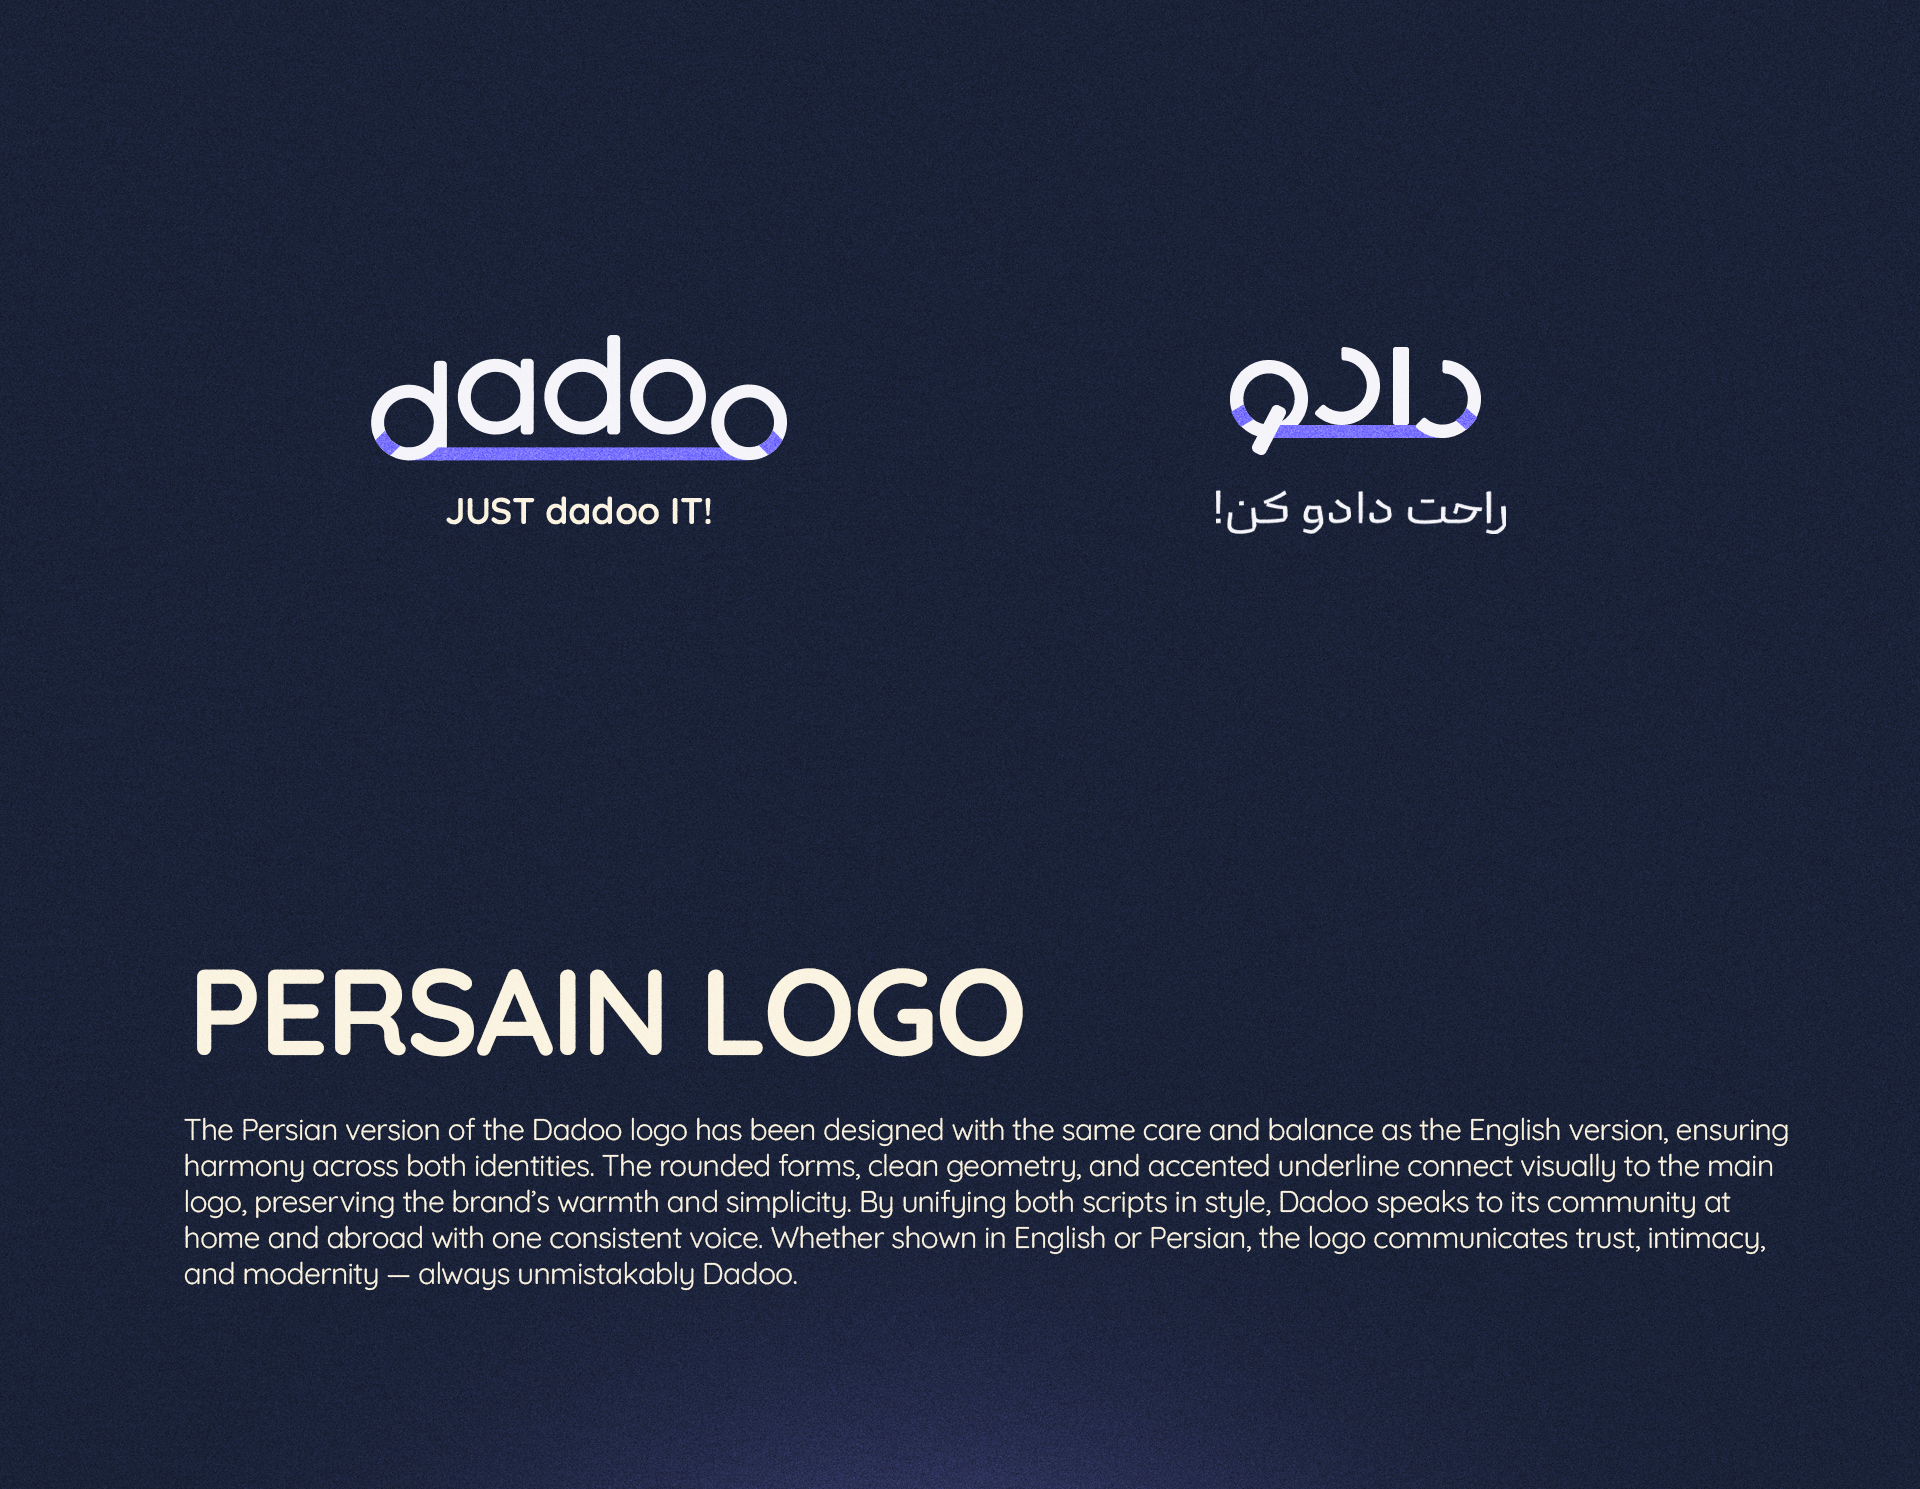 dadoo
JUST dadoo IT!
دادو
راحت دادو کن!
PERSAIN LOGO
The Persian version of the Dadoo logo has been designed with the same care and balance as the English version, ensuring
harmony across both identities. The rounded forms, clean geometry, and accented underline connect visually to the main
logo, preserving the brand’s warmth and simplicity. By unifying both scripts in style, Dadoo speaks to its community at
home and abroad with one consistent voice. Whether shown in English or Persian, the logo communicates trust, intimacy,
and modernity — always unmistakably Dadoo.